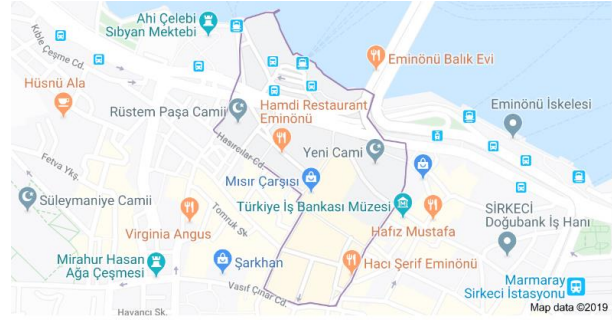 Ahi Çelebi
Sıbyan Mektebi
Kıble Çeşme Cd.
Eminönü Balık Evi
Hüsnü Ala
Rüstem Paşa Camii
Hamdi Restaurant
Eminönü
Eminönü İskelesi
Hasırcılar Cd.
Yeni Cami
Fetva Ykş.
Mısır Çarşısı
Süleymaniye Camii
Türkiye İş Bankası Müzesi
Tomruk Sk.
SİRKECİ
Doğubank İş Hanı
Virginia Angus
Hafız Mustafa
Mirahur Hasan
Ağa Çeşmesi
Şarkhan
Hacı Şerif Eminönü
Vasıf Çınar Cd.
Marmaray
Sirkeci İstasyonu
Havancı Sk.
Map data ©2019